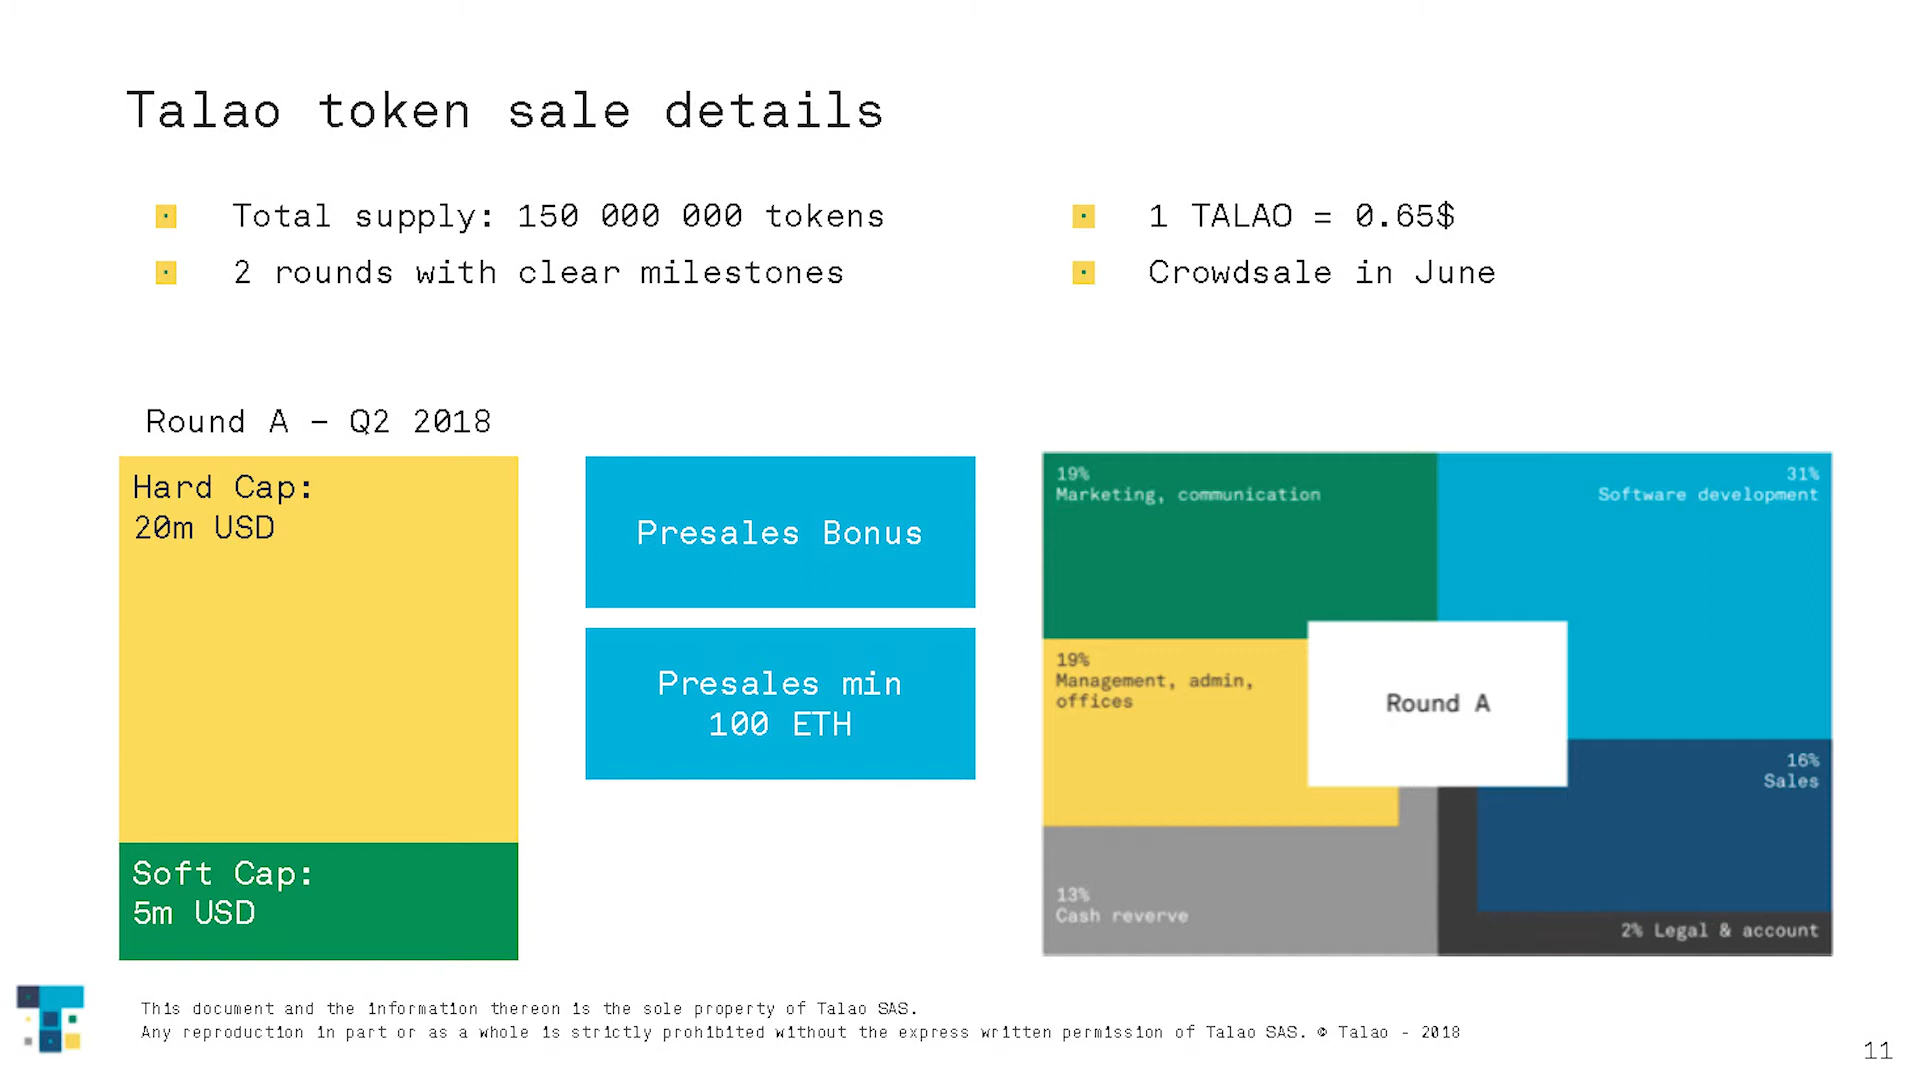 Talao token sale details
Total supply: 150 000 000 tokens
2 rounds with clear milestones
1 TALAO = 0.65$
Crowdsale in June
Round A – Q2 2018
Hard Cap:
20m USD
Soft Cap:
5m USD
Presales Bonus
Presales min
100 ETH
19%
Marketing, communication
31%
Software development
19%
Management, admin,
offices
Round A
16%
Sales
13%
Cash reverve
2% Legal & account
This document and the information thereon is the sole property of Talao SAS.
Any reproduction in part or as a whole is strictly prohibited without the express written permission of Talao SAS. © Talao - 2018
11